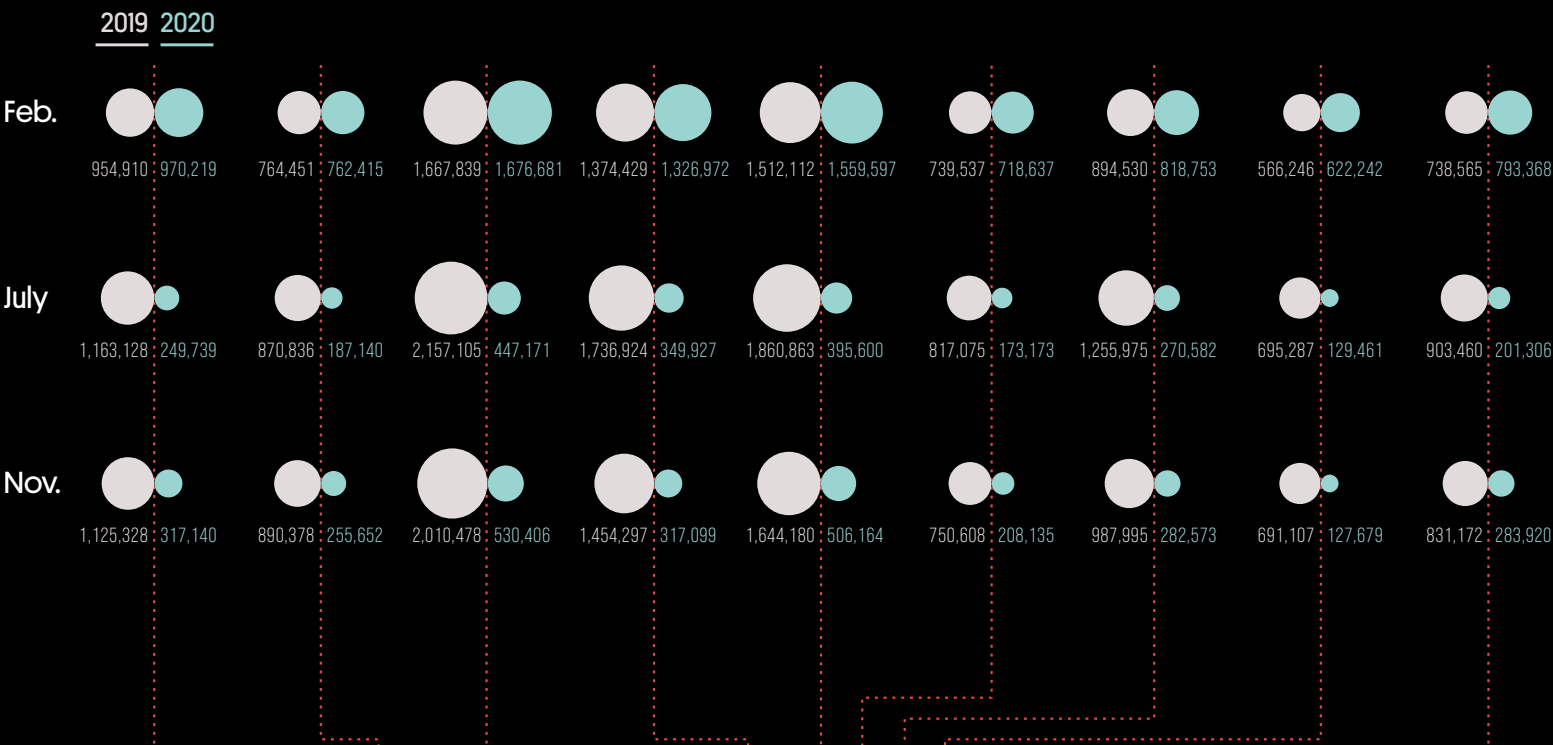 2019 2020
Feb.
954,910 970,219 764,451 762,415 1,667,839 1,676,681 1,374,429 1,326,972 1,512,112 1,559,597 739,537 718,637 894,530 818,753 566,246 622,242 738,565 793,368
July
1,163,128 249,739 870,836 187,140 2,157,105 447,171 1,736,924 349,927 1,860,863 395,600 817,075 173,173 1,255,975 270,582 695,287 129,461 903,460 201,306
Nov.
1,125,328 317,140 890,378 255,652 2,010,478 530,406 1,454,297 317,099 1,644,180 506,164 750,608 208,135 987,995 282,573 691,107 127,679 831,172 283,920